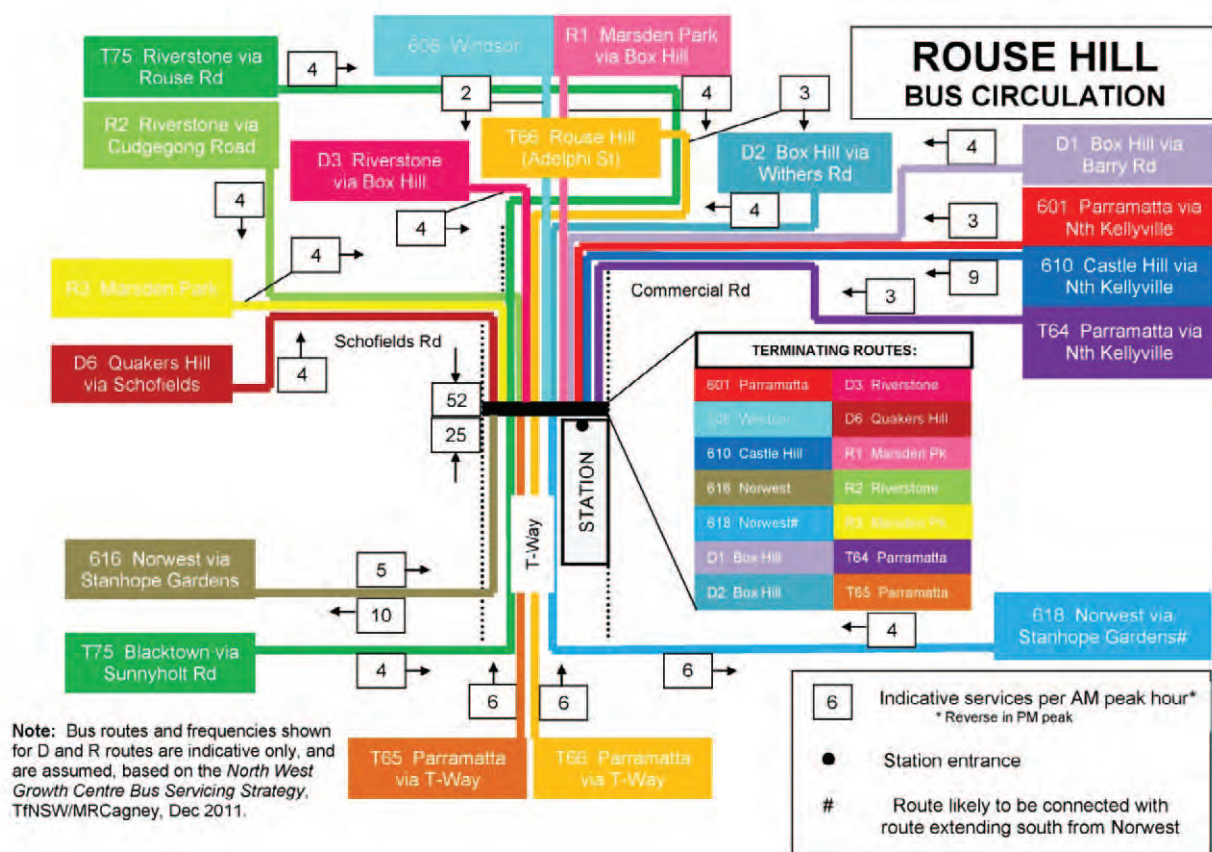 ROUSE HILL
BUS CIRCULATION
T75 Riverstone via
Rouse Rd
4
608 Windsor
2
R1 Marsden Park
via Box Hill
4
3
R2 Riverstone via
Cudgegong Road
4
T66 Rouse Hill
(Adelphi St)
D3 Riverstone
via Box Hill
4
D2 Box Hill via
Withers Rd
4
4
D1 Box Hill via
Barry Rd
3
601 Parramatta via
Nth Kellyville
9
610 Castle Hill via
Nth Kellyville
3
T64 Parramatta via
Nth Kellyville
4
R3 Marsden Park
Commercial Rd
Schofields Rd
D6 Quakers Hill
via Schofields
4
52
25
STATION
T-Way
TERMINATING ROUTES:
601 Parramatta
D3 Riverstone
608 Windsor
D6 Quakers Hill
610 Castle Hill
R1 Marsden Pk
616 Norwest
R2 Riverstone
618 Norwest#
R3 Marsden Pk
D1 Box Hill
T64 Parramatta
D2 Box Hill
T65 Parramatta
616 Norwest via
Stanhope Gardens
5
10
4
618 Norwest via
Stanhope Gardens#
6
T75 Blacktown via
Sunnyholt Rd
4
6
6
T65 Parramatta
via T-Way
T66 Parramatta
via T-Way
Note: Bus routes and frequencies shown
for D and R routes are indicative only, and
are assumed, based on the North West
Growth Centre Bus Servicing Strategy,
TfNSW/MRCagney, Dec 2011.
6
Indicative services per AM peak hour*
* Reverse in PM peak
Station entrance
#
Route likely to be connected with
route extending south from Norwest